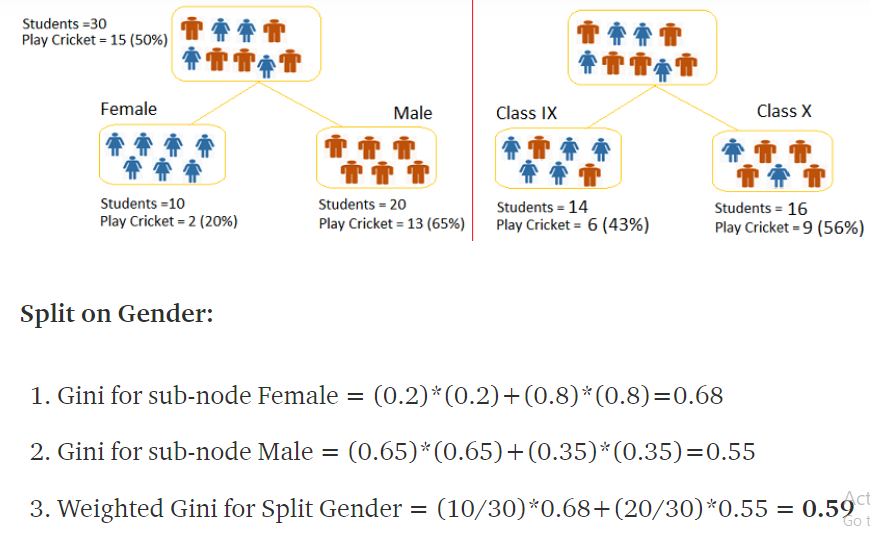 Students =30
Play Cricket = 15 (50%)
Female
Male
Students =10
Play Cricket = 2 (20%)
Students = 20
Play Cricket = 13 (65%)
Class IX
Class X
Students = 14
Play Cricket = 6 (43%)
Students = 16
Play Cricket = 9 (56%)
Split on Gender:
1. Gini for sub-node Female = (0.2)*(0.2)+(0.8)*(0.8)=0.68
2. Gini for sub-node Male = (0.65)*(0.65)+(0.35)*(0.35)=0.55
3. Weighted Gini for Split Gender = (10/30)*0.68+(20/30)*0.55 = 0.59
Act
Go t